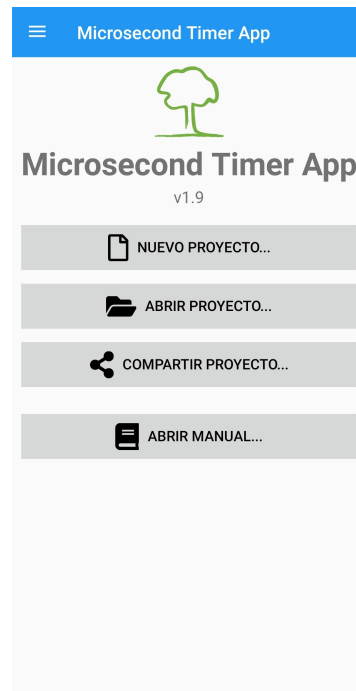 Microsecond Timer App
Microsecond Timer App
v1.9
NUEVO PROYECTO...
ABRIR PROYECTO...
COMPARTIR PROYECTO...
ABRIR MANUAL...